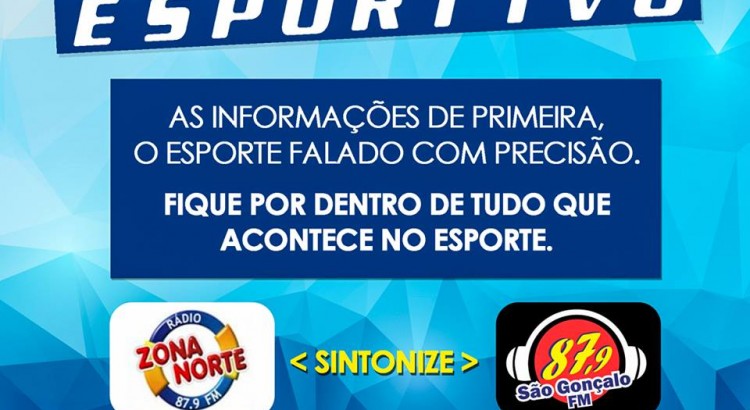 ESPORTIVO
AS INFORMAÇÕES DE PRIMEIRA,
O ESPORTE FALADO COM PRECISÃO.
FIQUE POR DENTRO DE TUDO QUE
ACONTECE NO ESPORTE.
RÁDIO
ZONA
NORTE
87.9 FM
< SINTONIZE >
87,9
São Gonçalo
FM